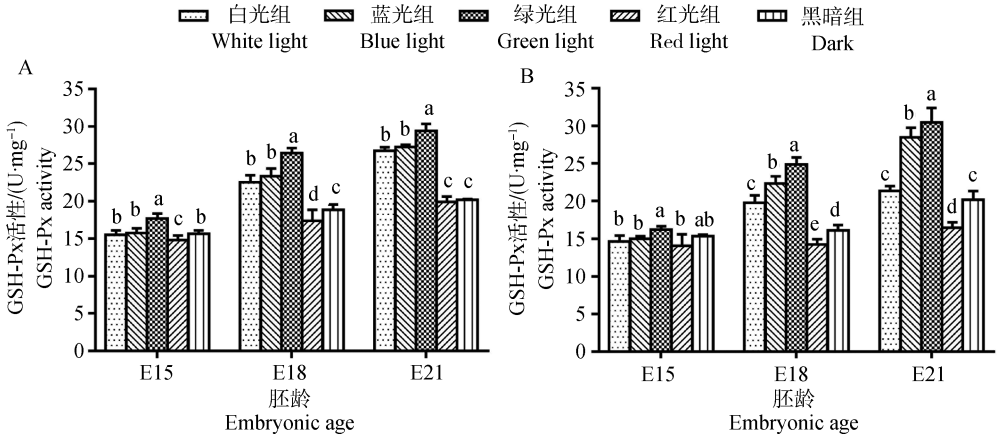 白光组 蓝光组 绿光组 红光组 黑暗组
White light Blue light Green light Red light Dark
A
GSH-Px活性/(U·mg⁻¹)
GSH-Px activity
35
30
25
20
15
10
5
0
b b a c b
b b a d c
b b a c c
E15 E18 E21
胚龄
Embryonic age
B
GSH-Px活性/(U·mg⁻¹)
GSH-Px activity
35
30
25
20
15
10
5
0
b b a b ab
c b a e d
c b a d c
E15 E18 E21
胚龄
Embryonic age